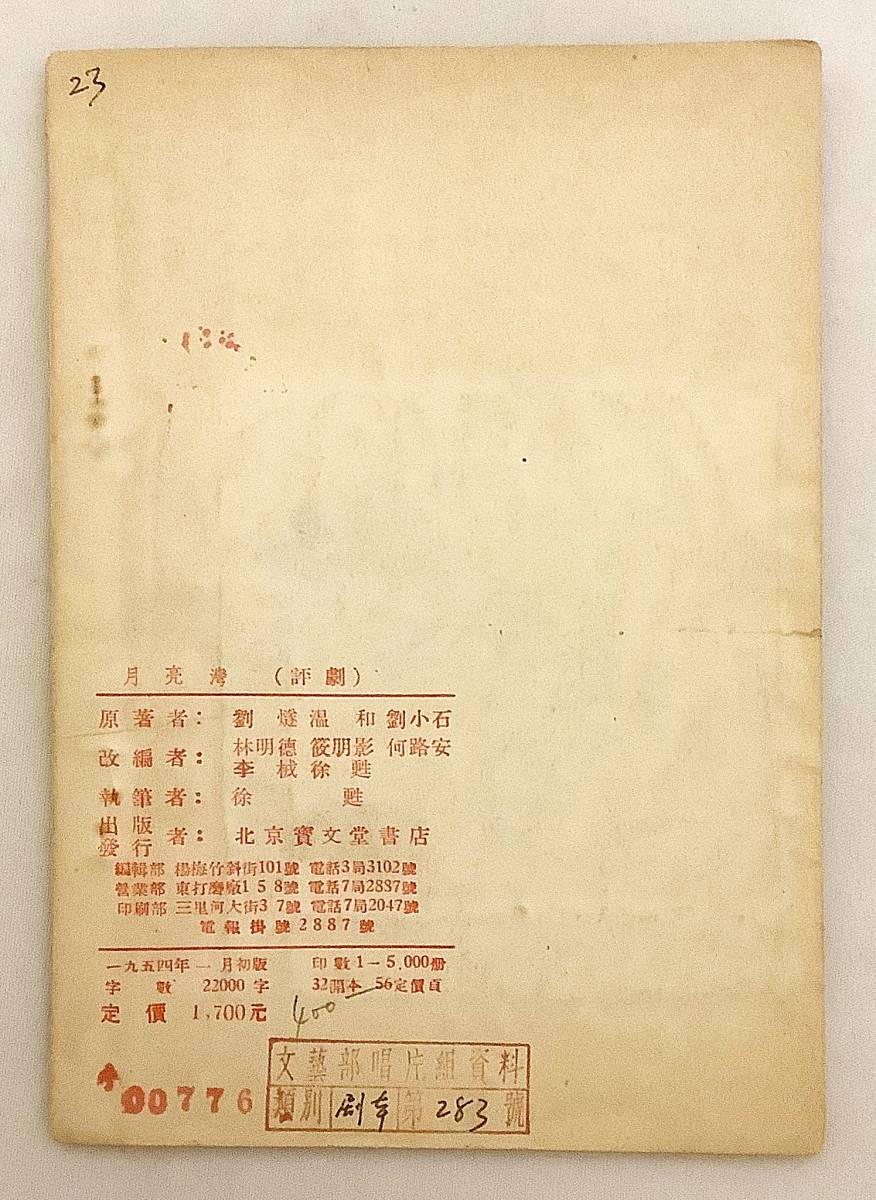 23
月亮灣 （評劇）
原著者： 劉燧 溫和 劉小石
改編者： 林明德 筱朋影 何路安
李棫 徐甦
執筆者： 徐甦
出版
發行 者： 北京寶文堂書店
編輯部 楊梅竹斜街101號 電話3局3102號
營業部 東打磨廠158號 電話7局2887號
印刷部 三里河大街37號 電話7局2047號
電報掛號2887號
一九五四年一月初版 印數1—5,000冊
字數 22000字 32開本 56定價頁
定價 1,700元
400
文藝部唱片組資料
類別 剧本 第 283 號
00776